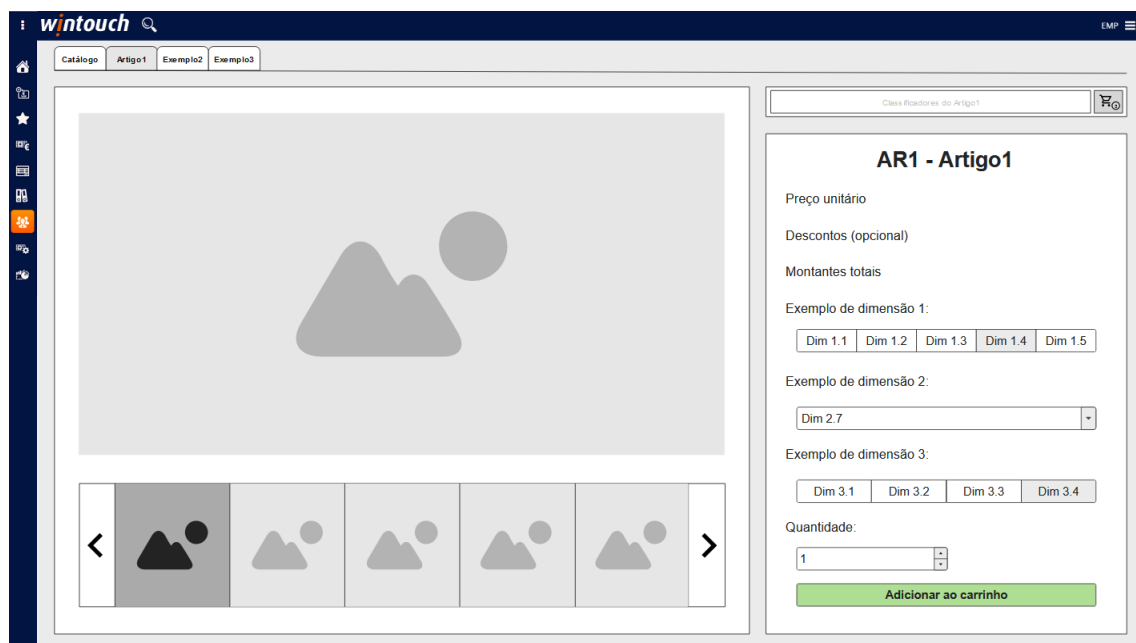 wintouch
EMP
Catálogo Artigo1 Exemplo2 Exemplo3
Classificadores do Artigo1
AR1 - Artigo1
Preço unitário
Descontos (opcional)
Montantes totais
Exemplo de dimensão 1:
Dim 1.1 Dim 1.2 Dim 1.3 Dim 1.4 Dim 1.5
Exemplo de dimensão 2:
Dim 2.7
Exemplo de dimensão 3:
Dim 3.1 Dim 3.2 Dim 3.3 Dim 3.4
Quantidade:
1
Adicionar ao carrinho